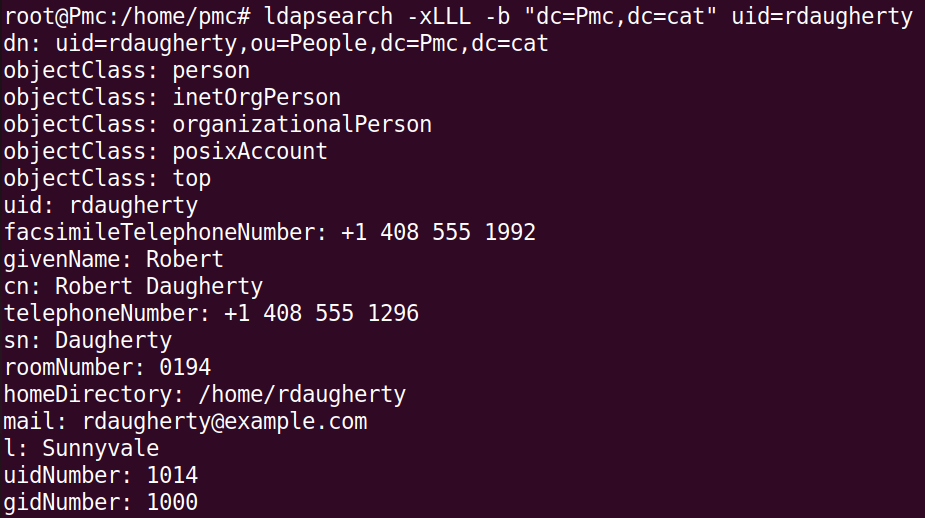 root@Pmc:/home/pmc# ldapsearch -xLLL -b "dc=Pmc,dc=cat" uid=rdaugherty
dn: uid=rdaugherty,ou=People,dc=Pmc,dc=cat
objectClass: person
objectClass: inetOrgPerson
objectClass: organizationalPerson
objectClass: posixAccount
objectClass: top
uid: rdaugherty
facsimileTelephoneNumber: +1 408 555 1992
givenName: Robert
cn: Robert Daugherty
telephoneNumber: +1 408 555 1296
sn: Daugherty
roomNumber: 0194
homeDirectory: /home/rdaugherty
mail: rdaugherty@example.com
l: Sunnyvale
uidNumber: 1014
gidNumber: 1000